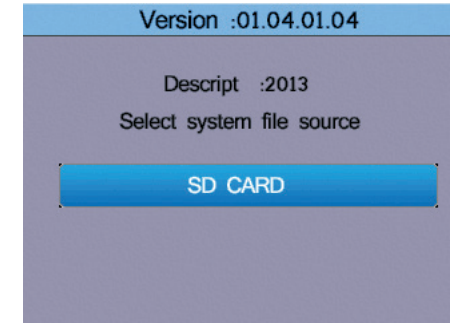 Version :01.04.01.04
Descript :2013
Select system file source
SD CARD